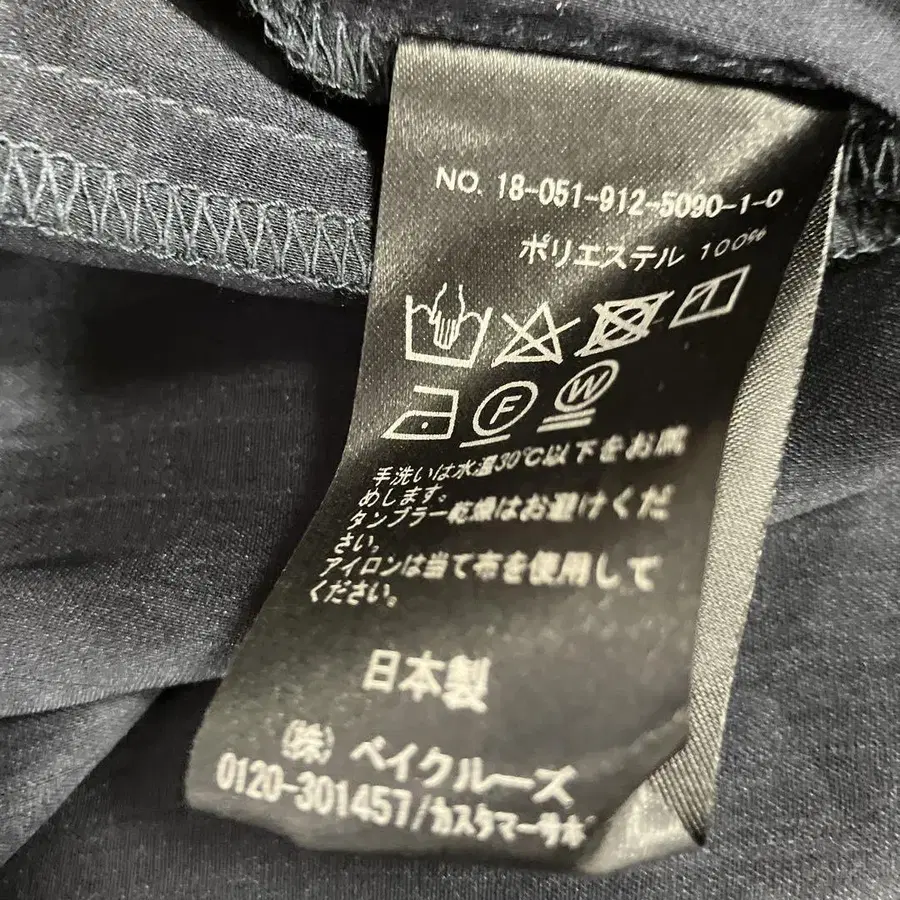 NO. 18-051-912-5090-1-0
ポリエステル 100%
F W
手洗いは水温30℃以下をお薦
めします。
タンブラー乾燥はお避けくだ
さい。
アイロンは当て布を使用して
ください。
日本製
(株) ベイクルーズ
0120-301457/カスタマーサポ